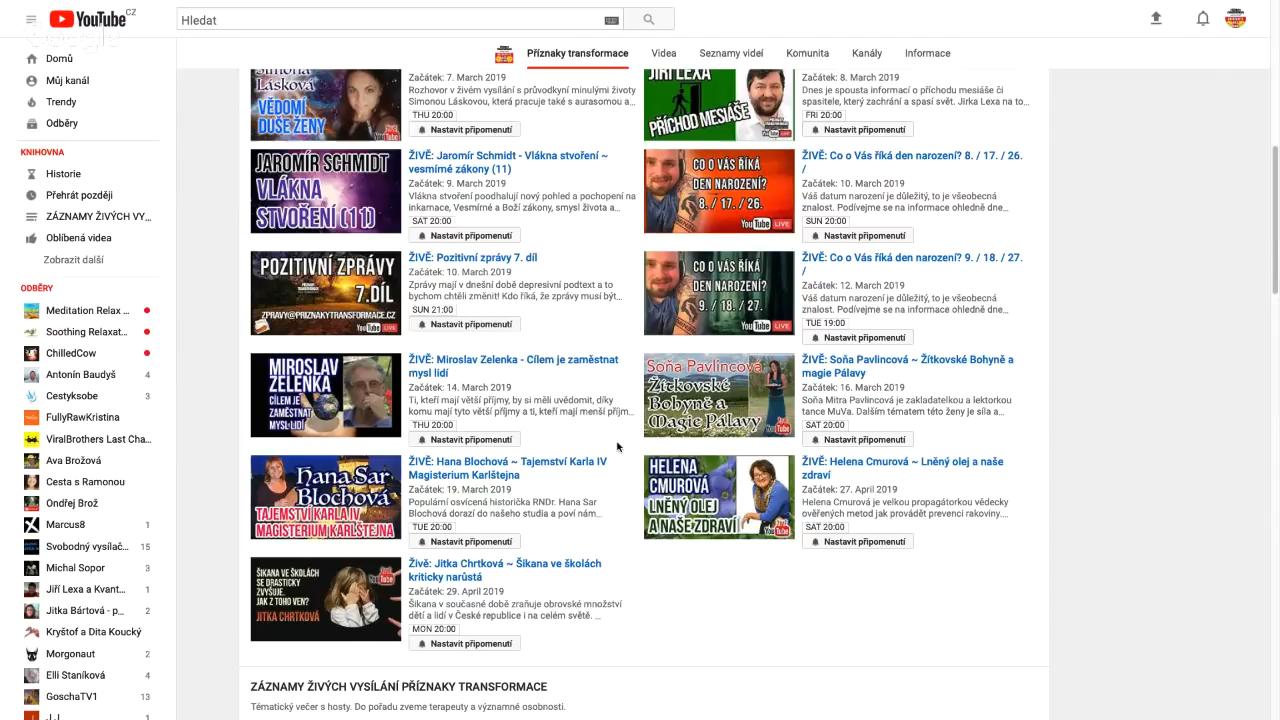 YouTube CZ
Hledat
Domů
Můj kanál
Trendy
Odběry
KNIHOVNA
Historie
Přehrát později
ZÁZNAMY ŽIVÝCH VY...
Oblíbená videa
Zobrazit další
ODBĚRY
Meditation Relax ...
Soothing Relaxat...
ChilledCow
Antonín Baudyš 4
Cestyksobe 3
FullyRawKristina
ViralBrothers Last Cha...
Ava Brožová
Cesta s Ramonou
Ondřej Brož
Marcus8 1
Svobodný vysílač... 15
Michal Sopor 3
Jiří Lexa a Kvant... 1
Jitka Bártová - p... 2
Kryštof a Dita Koucký
Morgonaut 2
Elli Staníková 4
GoschaTV1 13
Příznaky transformace Videa Seznamy videí Komunita Kanály Informace
Simona
Lásková
VĚDOMÍ
DUŠE ŽENY
YouTube
Začátek: 7. March 2019
Rozhovor v živém vysílání s průvodkyní minulými životy
Simonou Láskovou, která pracuje také s aurasomou a...
THU 20:00
Nastavit připomenutí
JIŘÍ LEXA
PŘÍCHOD MESIÁŠE
YouTube LIVE
Začátek: 8. March 2019
Dnes je spousta informací o příchodu mesiáše či
spasitele, který zachrání a spasí svět. Jirka Lexa na to...
FRI 20:00
Nastavit připomenutí
JAROMÍR SCHMIDT
VLÁKNA
STVOŘENÍ (11)
ŽIVĚ: Jaromír Schmidt - Vlákna stvoření ~
vesmírné zákony (11)
Začátek: 9. March 2019
Vlákna stvoření poodhalují nový pohled a pochopení na
inkarnace, Vesmírné a Boží zákony, smysl života a...
SAT 20:00
Nastavit připomenutí
CO O VÁS ŘÍKÁ
DEN NAROZENÍ?
8. / 17. / 26.
YouTube LIVE
ŽIVĚ: Co o Vás říká den narození? 8. / 17. / 26.
/
Začátek: 10. March 2019
Váš datum narození je důležitý, to je všeobecná
znalost. Podívejme se na informace ohledně dne...
SUN 20:00
Nastavit připomenutí
POZITIVNÍ ZPRÁVY
7.DÍL
ZPRAVY@PRIZNAKYTRANSFORMACE.CZ
YouTube LIVE
ŽIVĚ: Pozitivní zprávy 7. díl
Začátek: 10. March 2019
Zprávy mají v dnešní době depresivní podtext a to
bychom chtěli změnit! Kdo říká, že zprávy musí být...
SUN 21:00
Nastavit připomenutí
CO O VÁS ŘÍKÁ
DEN NAROZENÍ?
9. / 18. / 27.
YouTube LIVE
ŽIVĚ: Co o Vás říká den narození? 9. / 18. / 27.
/
Začátek: 12. March 2019
Váš datum narození je důležitý, to je všeobecná
znalost. Podívejme se na informace ohledně dne...
TUE 19:00
Nastavit připomenutí
MIROSLAV
ZELENKA
CÍLEM JE
ZAMĚSTNAT
MYSL LIDÍ
YouTube
ŽIVĚ: Miroslav Zelenka - Cílem je zaměstnat
mysl lidí
Začátek: 14. March 2019
Ti, kteří mají větší příjmy, by si měli uvědomit, díky
komu mají tyto větší příjmy a ti, kteří mají menší příjm...
THU 20:00
Nastavit připomenutí
Soňa Pavlincová
Žítkovské
Bohyně a
Magie Pálavy
YouTube
ŽIVĚ: Soňa Pavlincová ~ Žítkovské Bohyně a
magie Pálavy
Začátek: 16. March 2019
Soňa Mitra Pavlincová je zakladatelkou a lektorkou
tance MuVa. Dalším tématem této ženy je síla a...
SAT 20:00
Nastavit připomenutí
Hana Sar
Blochová
TAJEMSTVÍ KARLA IV
MAGISTERIUM KARLŠTEJNA
ŽIVĚ: Hana Blochová ~ Tajemství Karla IV
Magisterium Karlštejna
Začátek: 19. March 2019
Populární osvícená historička RNDr. Hana Sar
Blochová dorazí do našeho studia a poví nám...
TUE 20:00
Nastavit připomenutí
HELENA
CMUROVÁ
LNĚNÝ OLEJ
A NAŠE ZDRAVÍ
YouTube
ŽIVĚ: Helena Cmurová ~ Lněný olej a naše
zdraví
Začátek: 27. April 2019
Helena Cmurová je velkou propagátorkou vědecky
ověřených metod jak provádět prevenci rakoviny....
SAT 20:00
Nastavit připomenutí
ŠIKANA VE ŠKOLÁCH
SE DRASTICKY
ZVYŠUJE.
JAK Z TOHO VEN?
JITKA CHRTKOVÁ
YouTube
Živě: Jitka Chrtková ~ Šikana ve školách
kriticky narůstá
Začátek: 29. April 2019
Šikana v současné době zraňuje obrovské množství
dětí a lidí v České republice i na celém světě. ...
MON 20:00
Nastavit připomenutí
ZÁZNAMY ŽIVÝCH VYSÍLÁNÍ PŘÍZNAKY TRANSFORMACE
Tématický večer s hosty. Do pořadu zveme terapeuty a významné osobnosti.